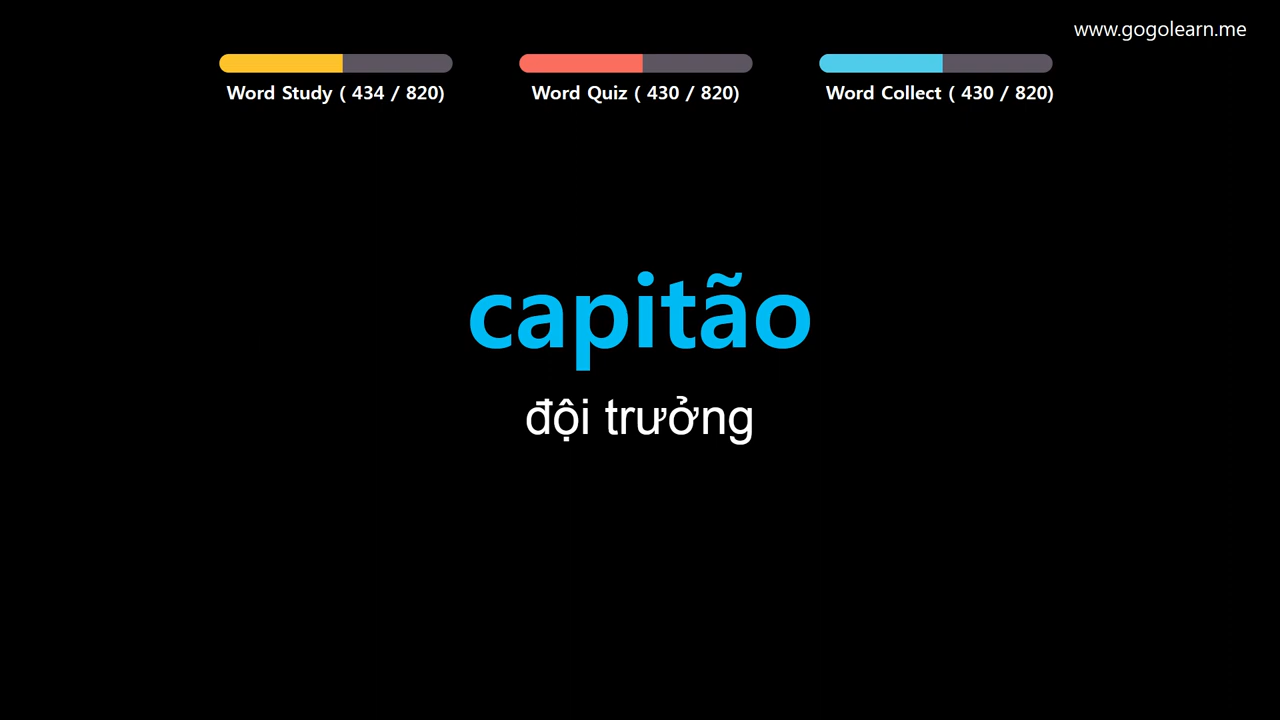 www.gogolearn.me
Word Study ( 434 / 820)
Word Quiz ( 430 / 820)
Word Collect ( 430 / 820)
capitão
đội trưởng